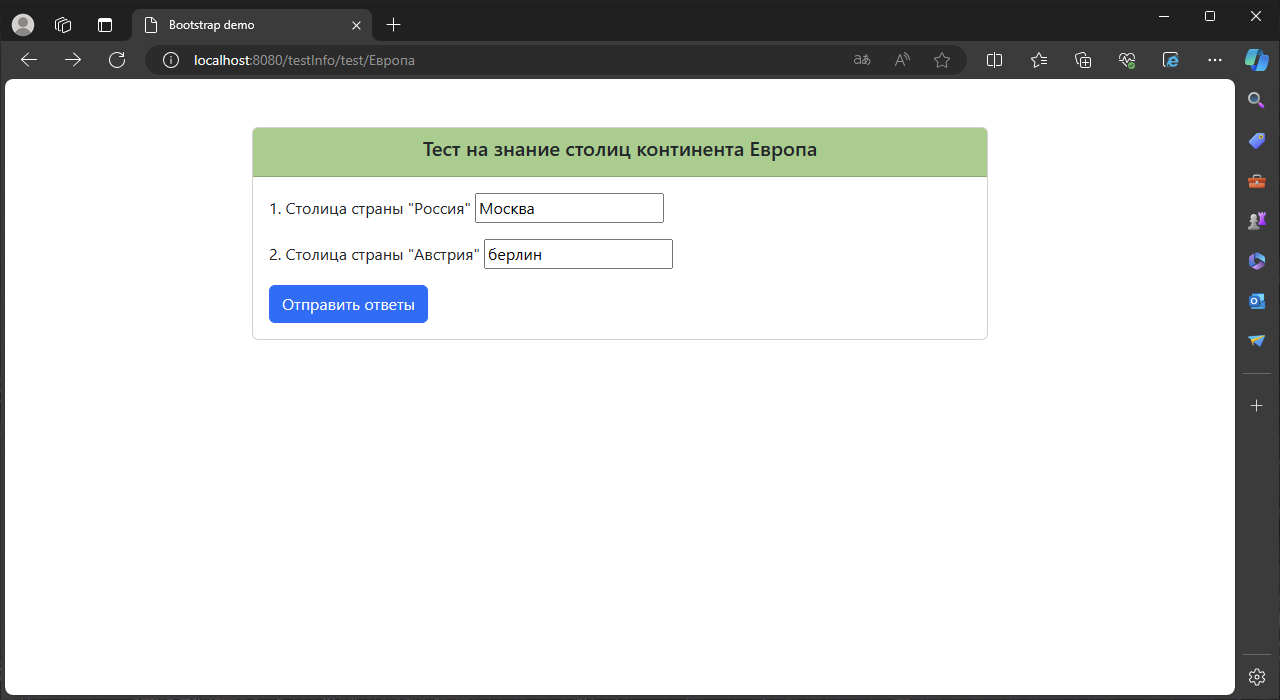 Bootstrap demo
localhost:8080/testInfo/test/Европа
Тест на знание столиц континента Европа
1. Столица страны "Россия" Москва
2. Столица страны "Австрия" берлин
Отправить ответы